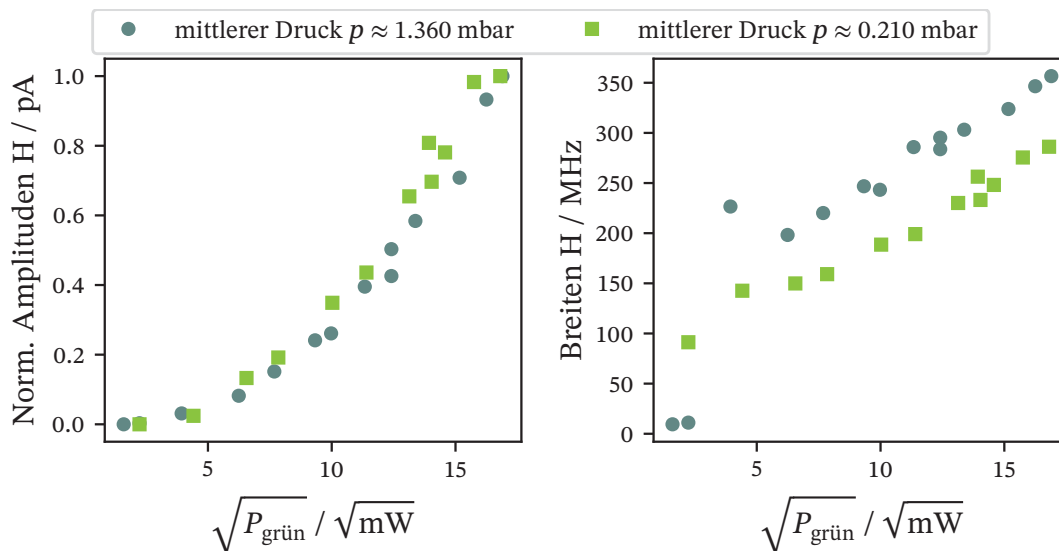 mittlerer Druck p ≈ 1.360 mbar
mittlerer Druck p ≈ 0.210 mbar
Norm. Amplituden H / pA
1.0
0.8
0.6
0.4
0.2
0.0
5 10 15
√P_grün / √mW
Breiten H / MHz
350
300
250
200
150
100
50
0
5 10 15
√P_grün / √mW